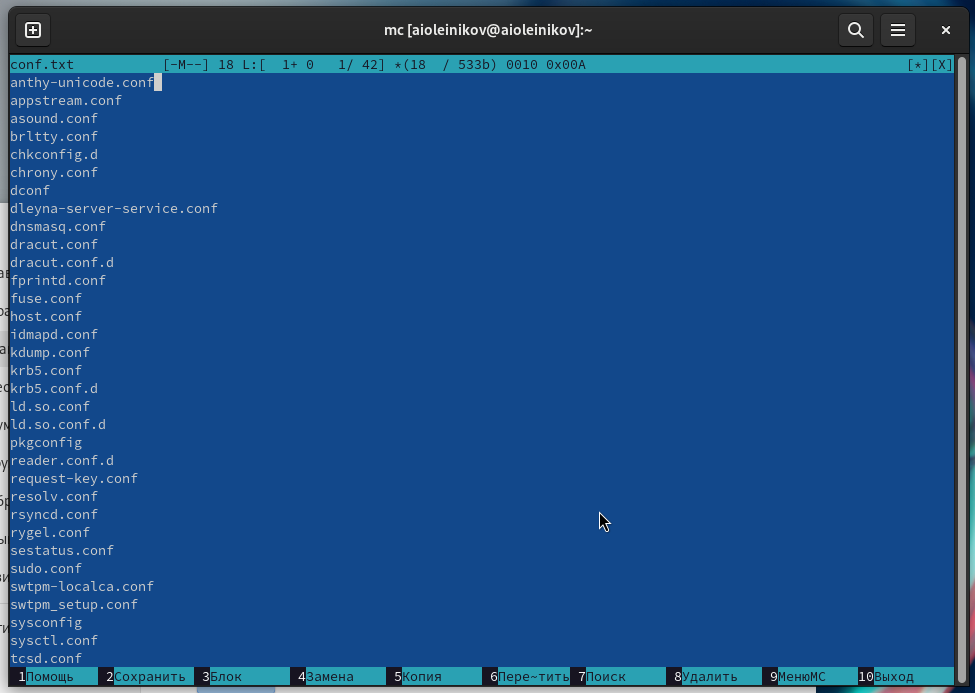 mc [aioleinikov@aioleinikov]:~
conf.txt [-M--] 18 L:[ 1+ 0 1/ 42] *(18 / 533b) 0010 0x00A [*][X]
anthy-unicode.conf
appstream.conf
asound.conf
brltty.conf
chkconfig.d
chrony.conf
dconf
dleyna-server-service.conf
dnsmasq.conf
dracut.conf
dracut.conf.d
fprintd.conf
fuse.conf
host.conf
idmapd.conf
kdump.conf
krb5.conf
krb5.conf.d
ld.so.conf
ld.so.conf.d
pkgconfig
reader.conf.d
request-key.conf
resolv.conf
rsyncd.conf
rygel.conf
sestatus.conf
sudo.conf
swtpm-localca.conf
swtpm_setup.conf
sysconfig
sysctl.conf
tcsd.conf
1Помощь 2Сохранить 3Блок 4Замена 5Копия 6Пере~тить 7Поиск 8Удалить 9МенюMC 10Выход